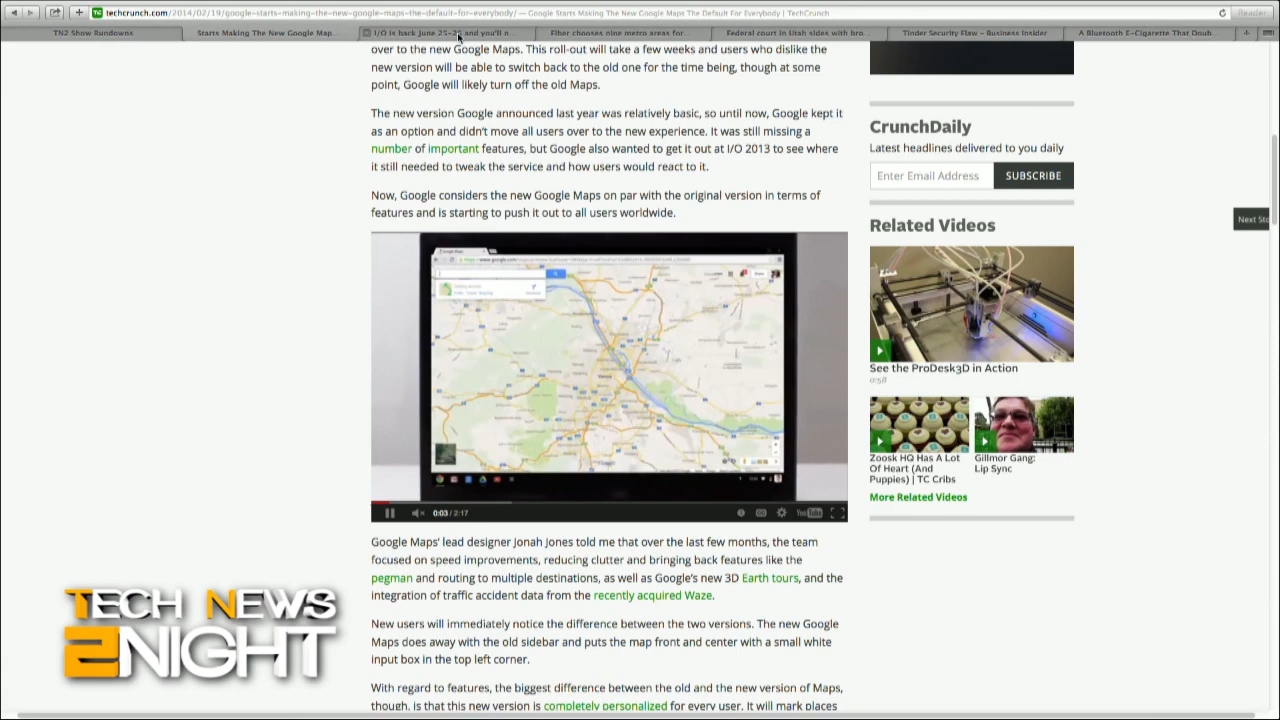 techcrunch.com/2014/02/19/google-starts-making-the-new-google-maps-the-default-for-everybody/ — Google Starts Making The New Google Maps The Default For Everybody | TechCrunch
Reader
TN2 Show Rundowns
Starts Making The New Google Map...
I/O is back June 25-26 and you'll n...
Fiber chooses nine metro areas for...
Federal court in Utah sides with bro...
Tinder Security Flaw – Business Insider
A Bluetooth E-Cigarette That Doub...
over to the new Google Maps. This roll-out will take a few weeks and users who dislike the
new version will be able to switch back to the old one for the time being, though at some
point, Google will likely turn off the old Maps.
The new version Google announced last year was relatively basic, so until now, Google kept it
as an option and didn't move all users over to the new experience. It was still missing a
number of important features, but Google also wanted to get it out at I/O 2013 to see where
it still needed to tweak the service and how users would react to it.
Now, Google considers the new Google Maps on par with the original version in terms of
features and is starting to push it out to all users worldwide.
0:03 / 2:17
YouTube
Google Maps' lead designer Jonah Jones told me that over the last few months, the team
focused on speed improvements, reducing clutter and bringing back features like the
pegman and routing to multiple destinations, as well as Google's new 3D Earth tours, and the
integration of traffic accident data from the recently acquired Waze.
New users will immediately notice the difference between the two versions. The new Google
Maps does away with the old sidebar and puts the map front and center with a small white
input box in the top left corner.
With regard to features, the biggest difference between the old and the new version of Maps,
though, is that this new version is completely personalized for every user. It will mark places
CrunchDaily
Latest headlines delivered to you daily
Enter Email Address
SUBSCRIBE
Related Videos
See the ProDesk3D in Action
0:58
Zoosk HQ Has A Lot
Of Heart (And
Puppies) | TC Cribs
Gillmor Gang:
Lip Sync
More Related Videos
Next Sto
TECH NEWS
2NIGHT